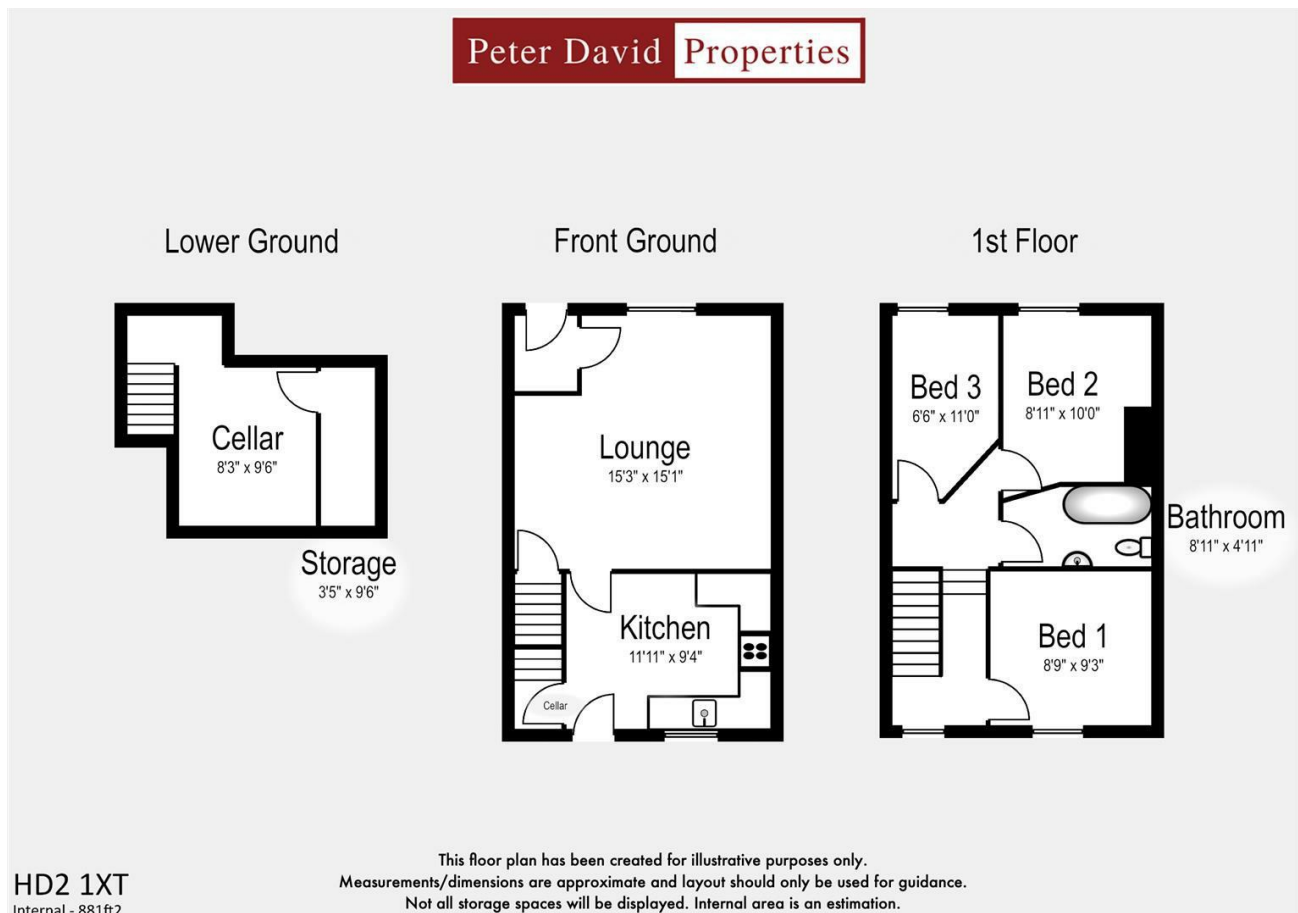 Peter David Properties
Lower Ground
Front Ground
1st Floor
Cellar
8'3" x 9'6"
Storage
3'5" x 9'6"
Lounge
15'3" x 15'1"
Kitchen
11'11" x 9'4"
Cellar
Bed 3
6'6" x 11'0"
Bed 2
8'11" x 10'0"
Bathroom
8'11" x 4'11"
Bed 1
8'9" x 9'3"
HD2 1XT
Internal - 881ft2
This floor plan has been created for illustrative purposes only.
Measurements/dimensions are approximate and layout should only be used for guidance.
Not all storage spaces will be displayed. Internal area is an estimation.